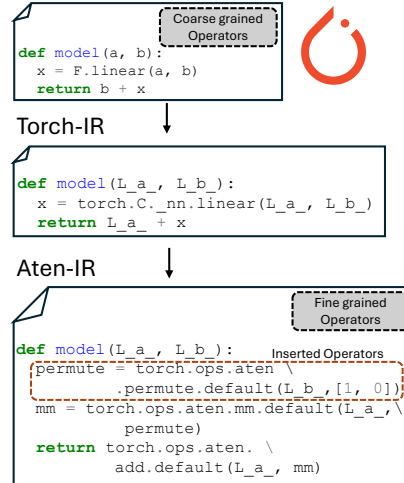 Coarse grained
Operators
def model(a, b):
x = F.linear(a, b)
return b + x
Torch-IR
def model(L_a_, L_b_):
x = torch.C._nn.linear(L_a_, L_b_)
return L_a_ + x
Aten-IR
Fine grained
Operators
def model(L_a_, L_b_):
Inserted Operators
permute = torch.ops.aten \
.permute.default(L_b_,[1, 0])
mm = torch.ops.aten.mm.default(L_a_,\
permute)
return torch.ops.aten. \
add.default(L_a_, mm)